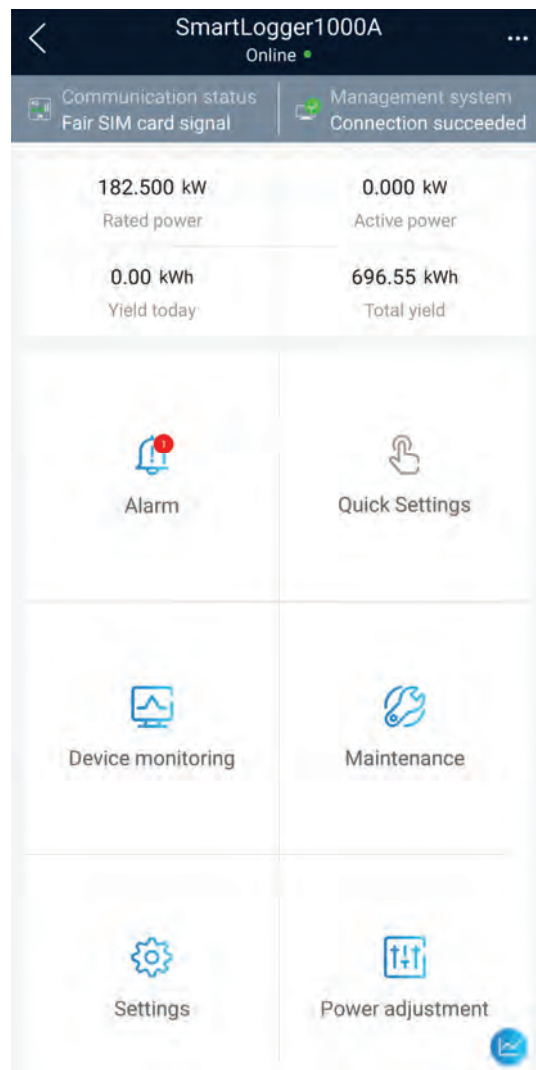 SmartLogger1000A
Online
Communication status
Fair SIM card signal
Management system
Connection succeeded
182.500 kW
Rated power
0.000 kW
Active power
0.00 kWh
Yield today
696.55 kWh
Total yield
1
Alarm
Quick Settings
Device monitoring
Maintenance
Settings
Power adjustment